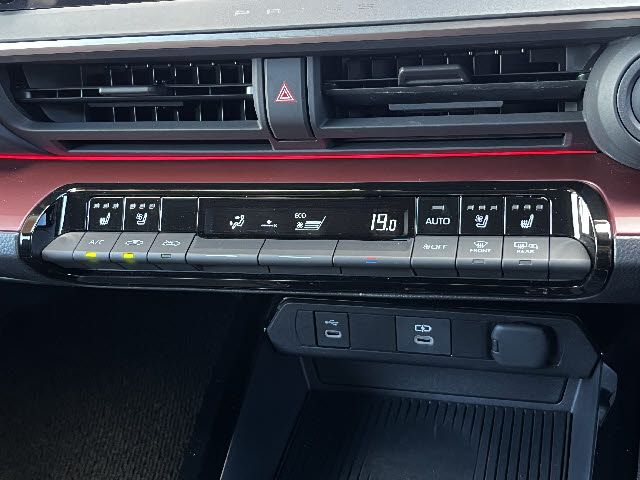 ECO
19.0
AUTO
A/C
OFF
FRONT
REAR